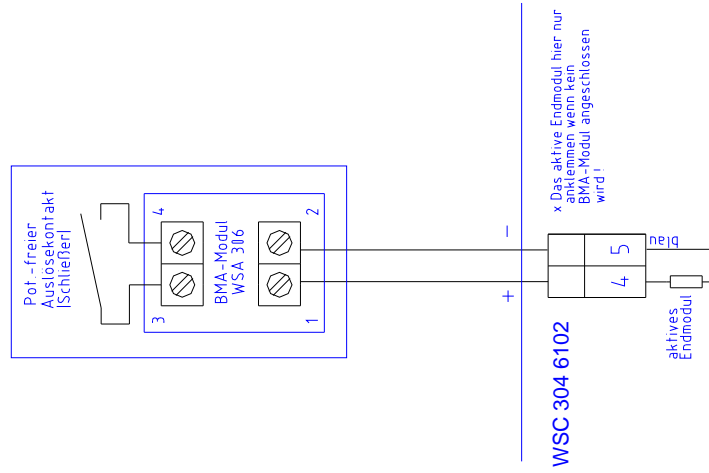 Pot.-freier
Auslösekontakt
(Schließer)
3
4
BMA-Modul
WSA 306
1
2
+
-
x Das aktive Endmodul hier nur
anklemmen wenn kein
BMA-Modul angeschlossen
wird !
WSC 304 6102
4
5
blau
aktives
Endmodul